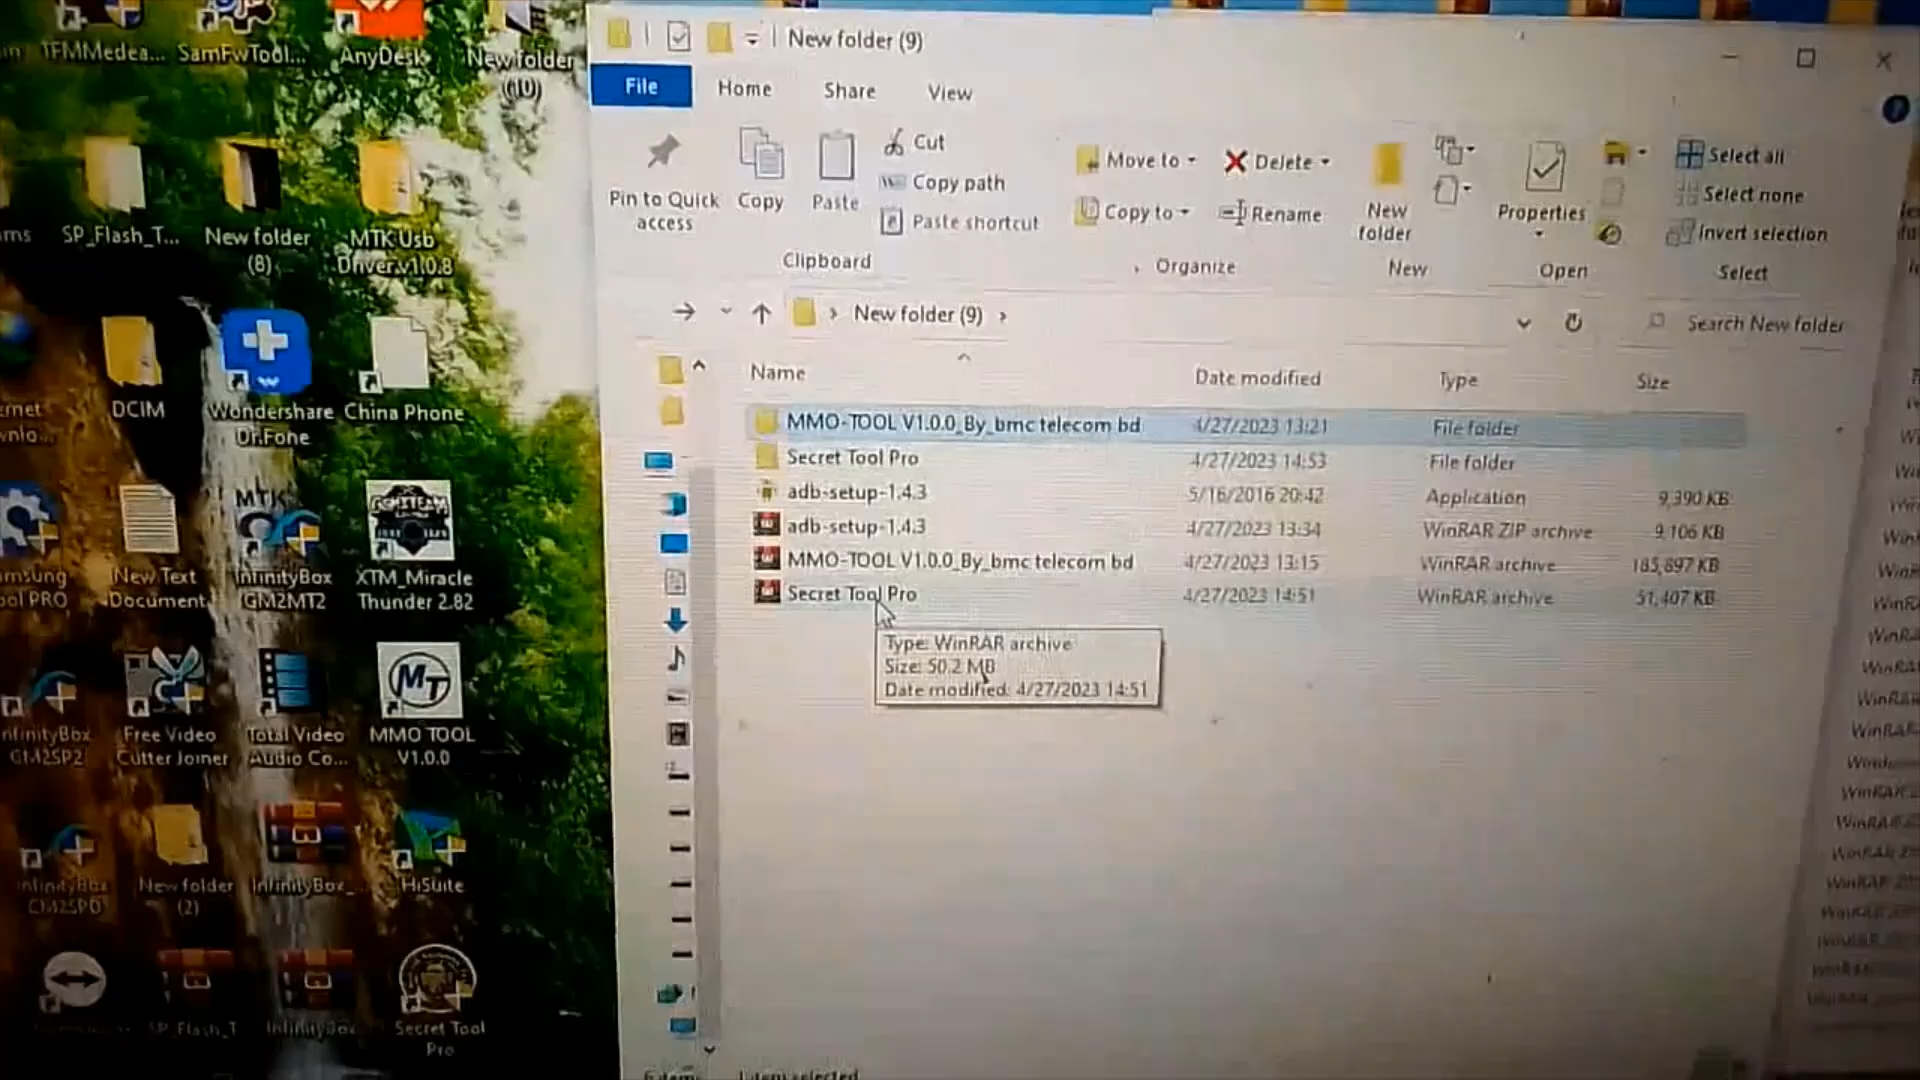 New folder (9)
File
Home
Share
View
Pin to Quick
access
Copy
Paste
Cut
Copy path
Paste shortcut
Clipboard
Move to
Copy to
Delete
Rename
Organize
New
folder
New
Properties
Open
Select all
Select none
Invert selection
Select
New folder (9)
Search New folder
Name
Date modified
Type
Size
MMO-TOOL V1.0.0_By_bmc telecom bd
4/27/2023 13:21
File folder
Secret Tool Pro
4/27/2023 14:53
File folder
adb-setup-1.4.3
5/16/2016 20:42
Application
9,390 KB
adb-setup-1.4.3
4/27/2023 13:34
WinRAR ZIP archive
9,106 KB
MMO-TOOL V1.0.0_By_bmc telecom bd
4/27/2023 13:15
WinRAR archive
185,897 KB
Secret Tool Pro
4/27/2023 14:51
WinRAR archive
51,407 KB
Type: WinRAR archive
Size: 50.2 MB
Date modified: 4/27/2023 14:51
TFMMedea...
SamFwTool...
AnyDesk
New folder
(10)
SP_Flash_T...
New folder
(8)
MTK Usb
Driver.v1.0.8
DCIM
Wondershare
Dr.Fone
China Phone
New Text
Document
MTK
InfinityBox
GM2MT2
XTM_Miracle
Thunder 2.82
InfinityBox
CM2SP2
Free Video
Cutter Joiner
Total Video
Audio Co...
MT
MMO TOOL
V1.0.0
InfinityBox
New folder
(2)
InfinityBox_
HiSuite
SP_Flash_T
InfinityBox
Secret Tool
Pro